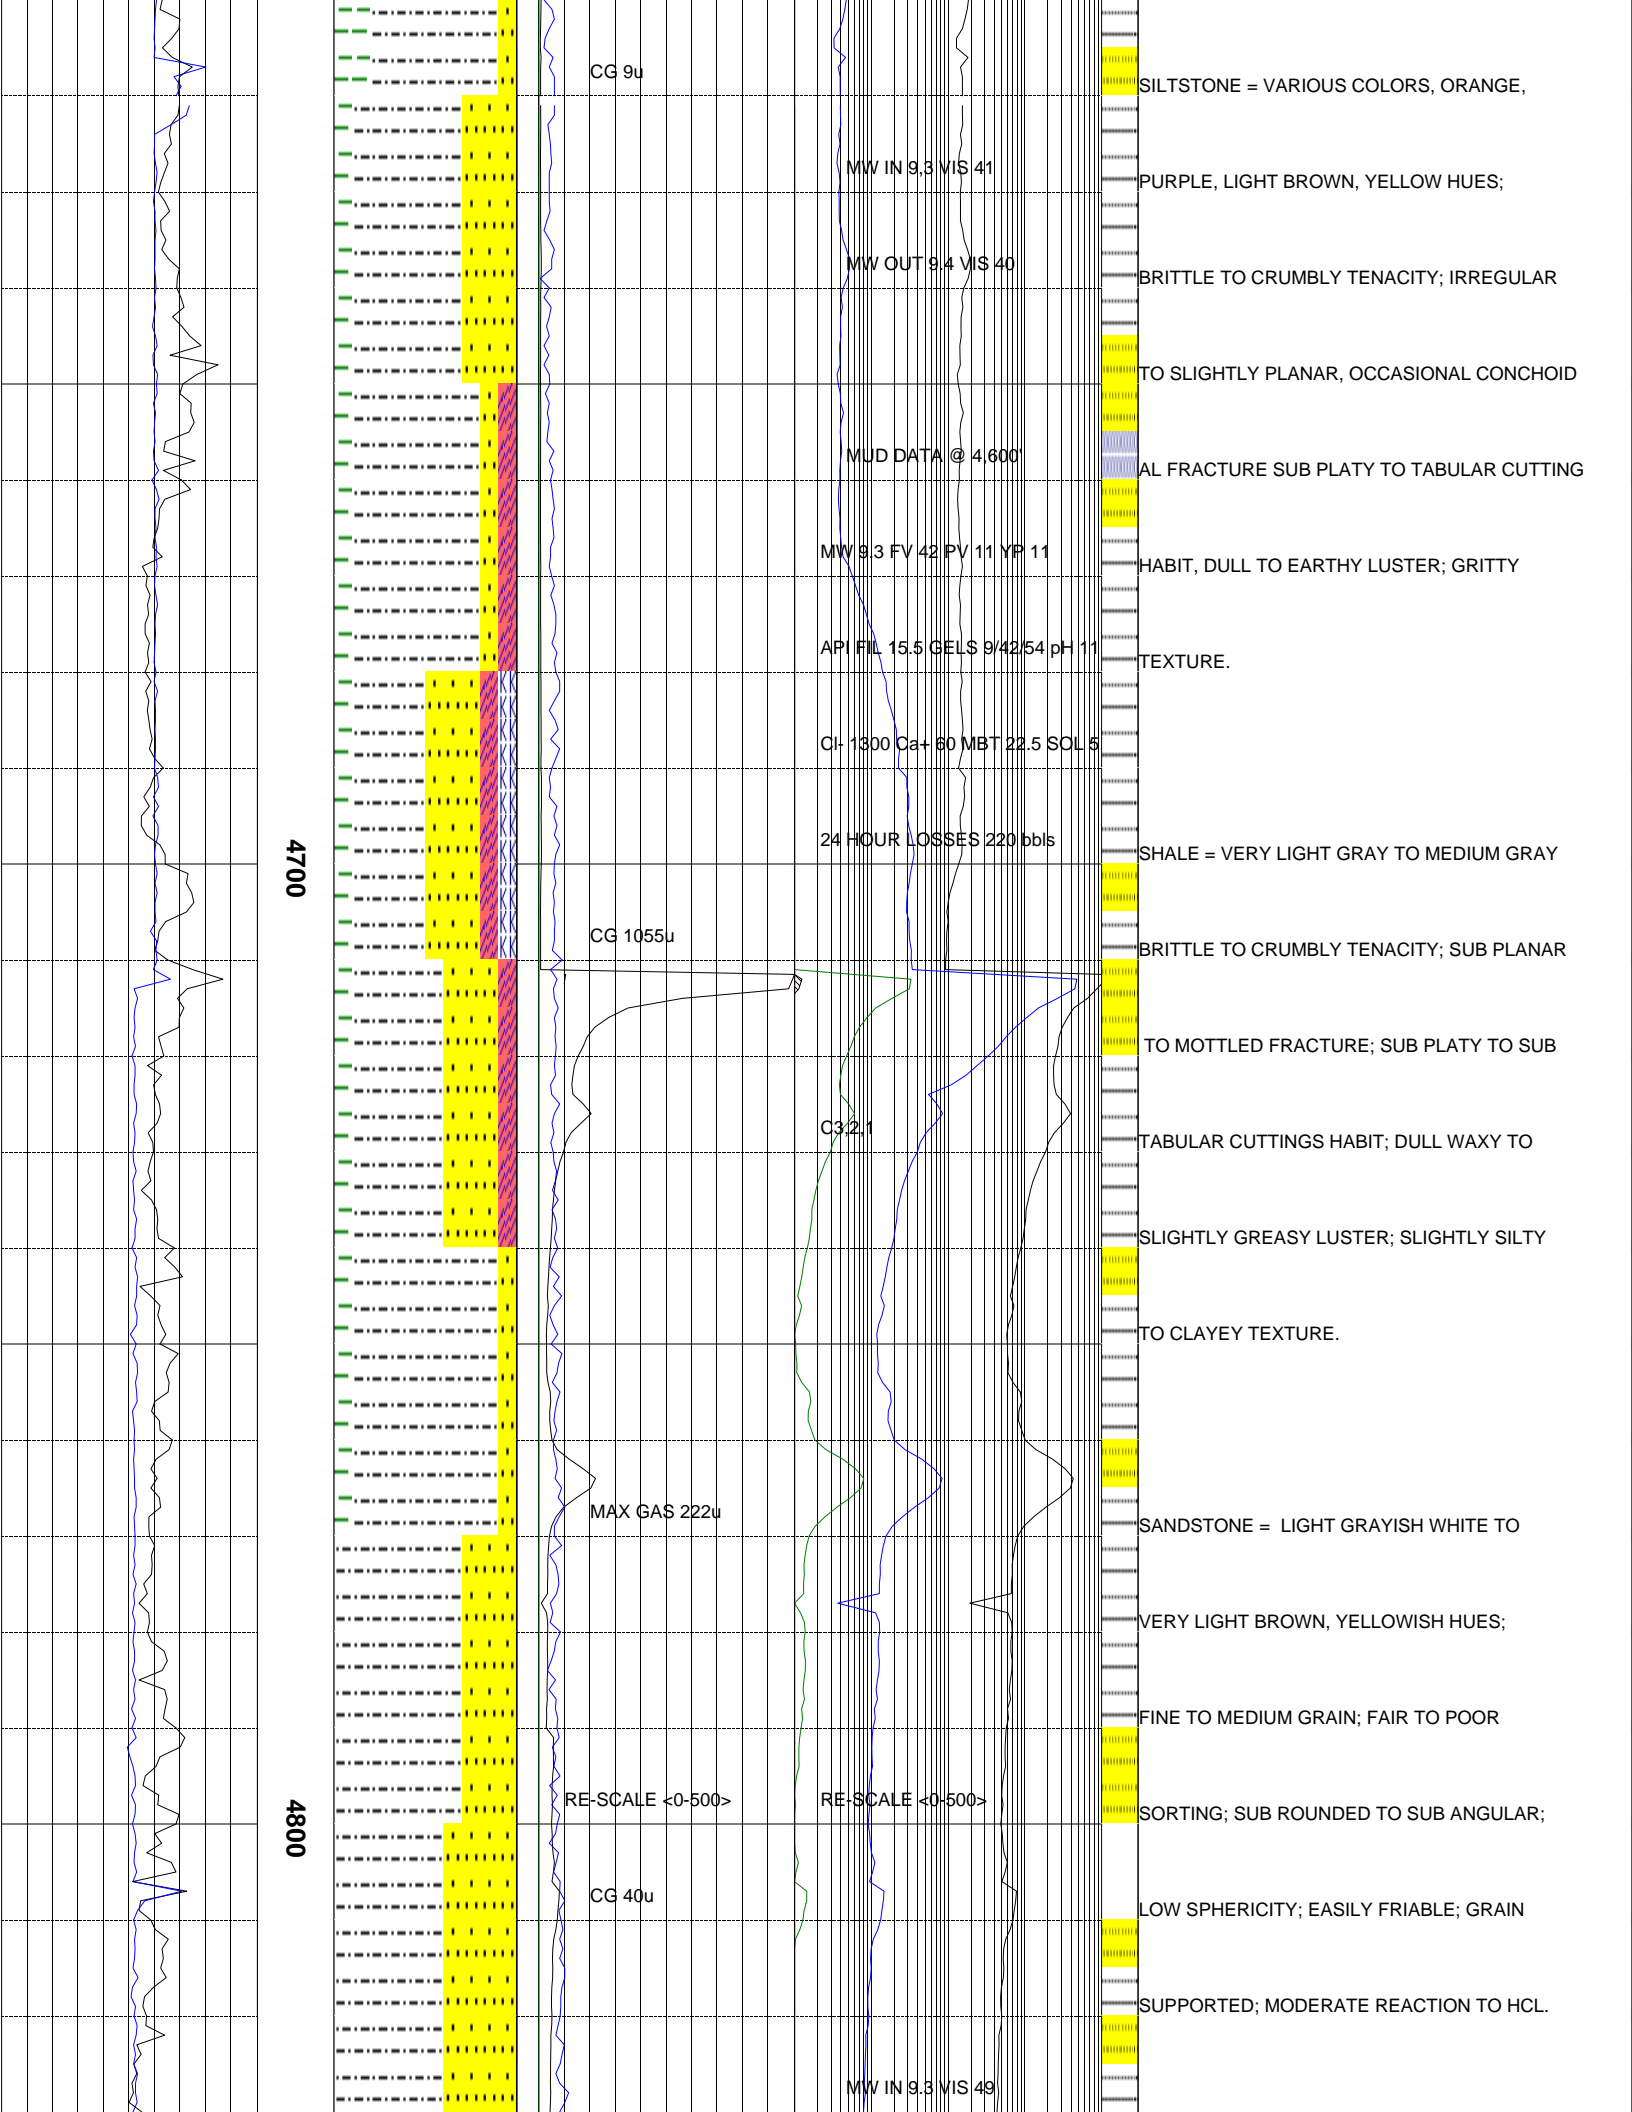 CG 9u
SILTSTONE = VARIOUS COLORS, ORANGE,
MW IN 9,3 VIS 41
PURPLE, LIGHT BROWN, YELLOW HUES;
MW OUT 9.4 VIS 40
BRITTLE TO CRUMBLY TENACITY; IRREGULAR
TO SLIGHTLY PLANAR, OCCASIONAL CONCHOID
MUD DATA @ 4,600'
AL FRACTURE SUB PLATY TO TABULAR CUTTING
MW 9.3 FV 42 PV 11 YP 11
HABIT, DULL TO EARTHY LUSTER; GRITTY
API FIL 15.5 GELS 9/42/54 pH 11
TEXTURE.
Cl- 1300 Ca+ 60 MBT 22.5 SOL 5
24 HOUR LOSSES 220 bbls
4700
SHALE = VERY LIGHT GRAY TO MEDIUM GRAY
CG 1055u
BRITTLE TO CRUMBLY TENACITY; SUB PLANAR
TO MOTTLED FRACTURE; SUB PLATY TO SUB
C3,2,1
TABULAR CUTTINGS HABIT; DULL WAXY TO
SLIGHTLY GREASY LUSTER; SLIGHTLY SILTY
TO CLAYEY TEXTURE.
MAX GAS 222u
SANDSTONE = LIGHT GRAYISH WHITE TO
VERY LIGHT BROWN, YELLOWISH HUES;
FINE TO MEDIUM GRAIN; FAIR TO POOR
RE-SCALE <0-500>
RE-SCALE <0-500>
4800
SORTING; SUB ROUNDED TO SUB ANGULAR;
CG 40u
LOW SPHERICITY; EASILY FRIABLE; GRAIN
SUPPORTED; MODERATE REACTION TO HCL.
MW IN 9.3 VIS 49